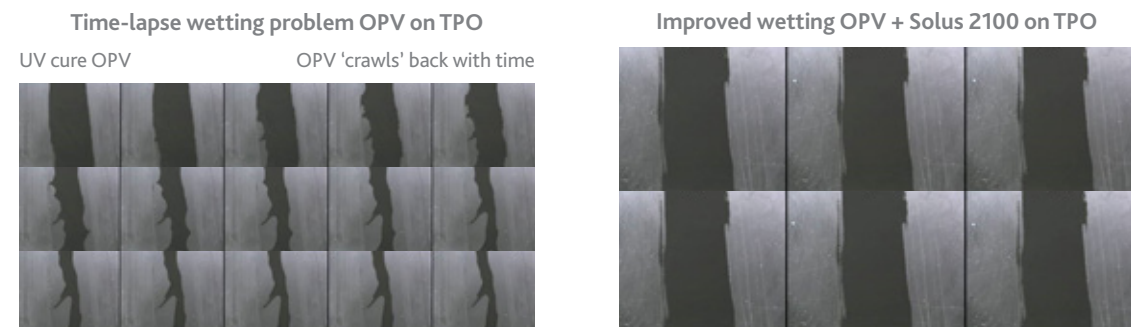 Time-lapse wetting problem OPV on TPO
UV cure OPV
OPV ‘crawls’ back with time
Improved wetting OPV + Solus 2100 on TPO